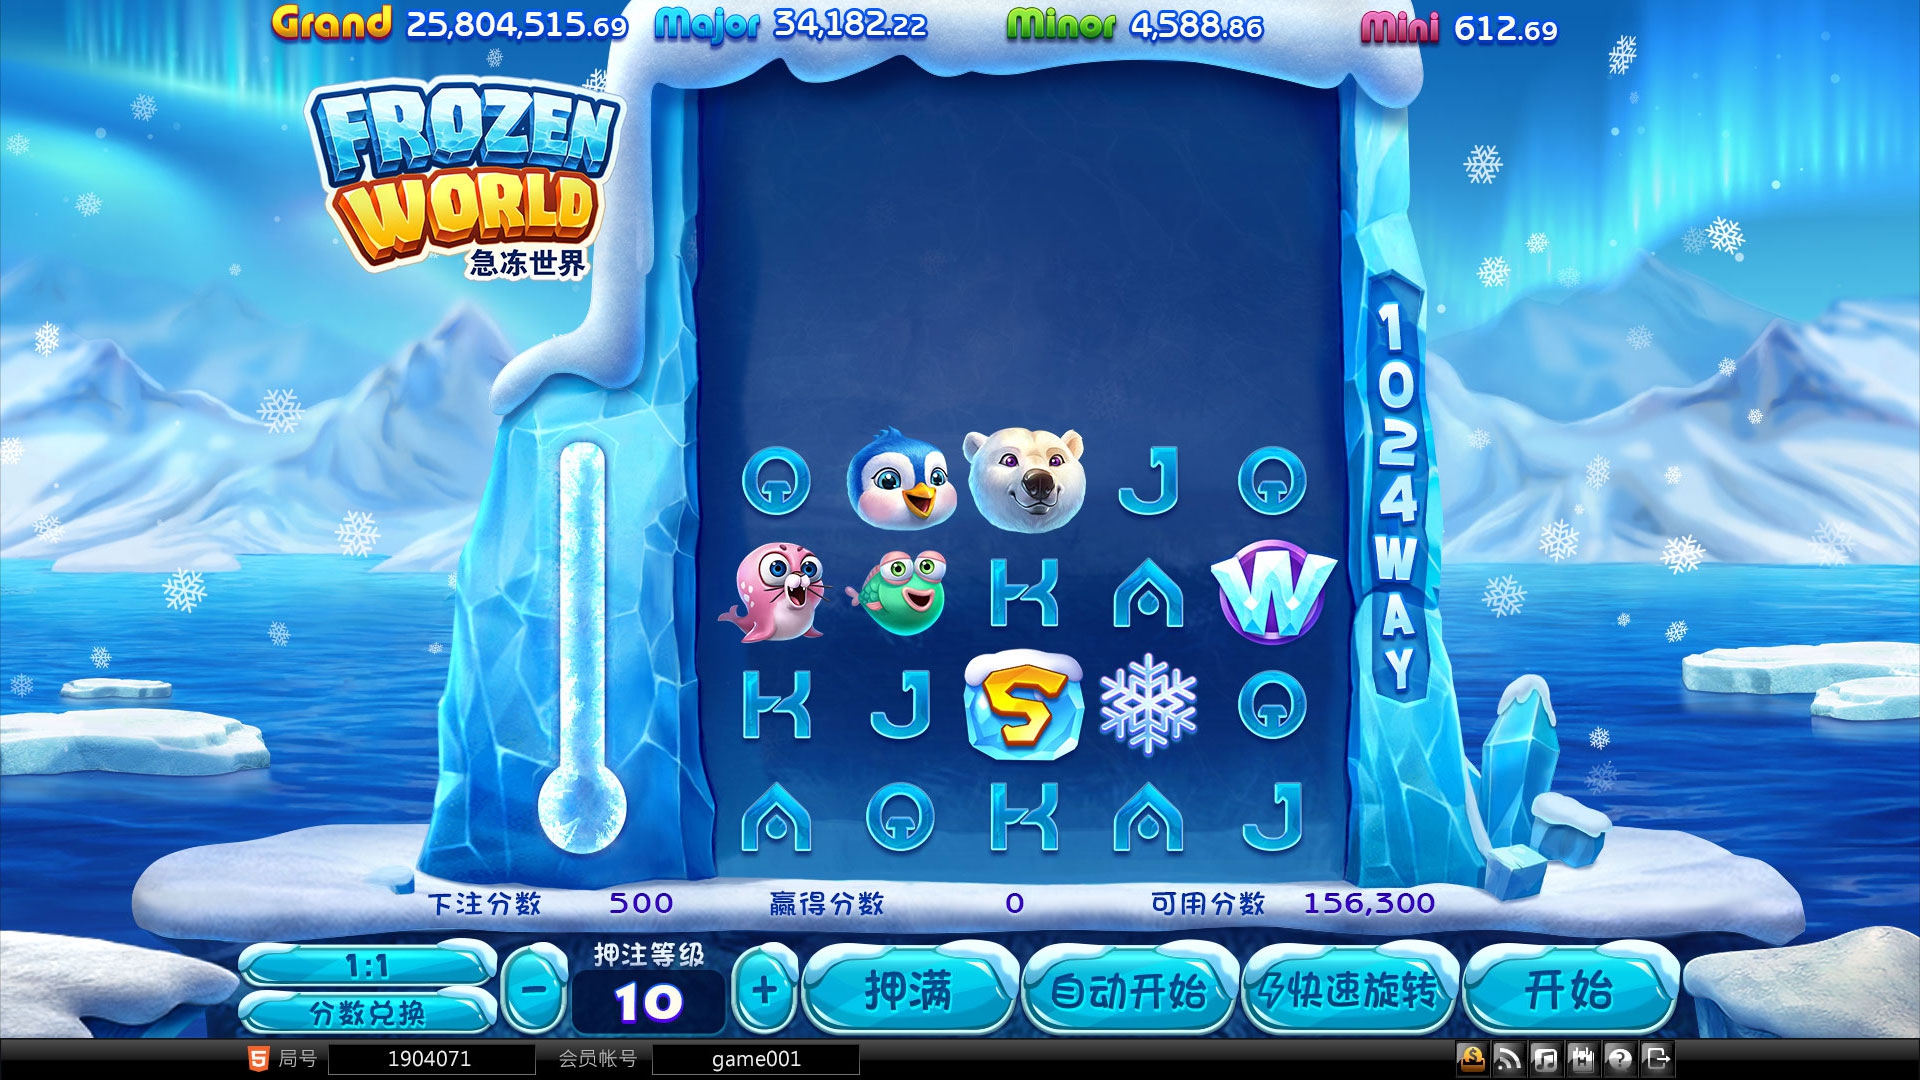 Grand 25,804,515.69 Major 34,182.22 Minor 4,588.86 Mini 612.69
FROZEN
WORLD
急冻世界
1024WAY
Q J Q
K A W
K J S Q
A Q K A J
下注分数 500 赢得分数 0 可用分数 156,300
1:1
分数兑换
−
押注等级
10
+
押满
自动开始
快速旋转
开始
5 局号 1904071 会员帐号 game001